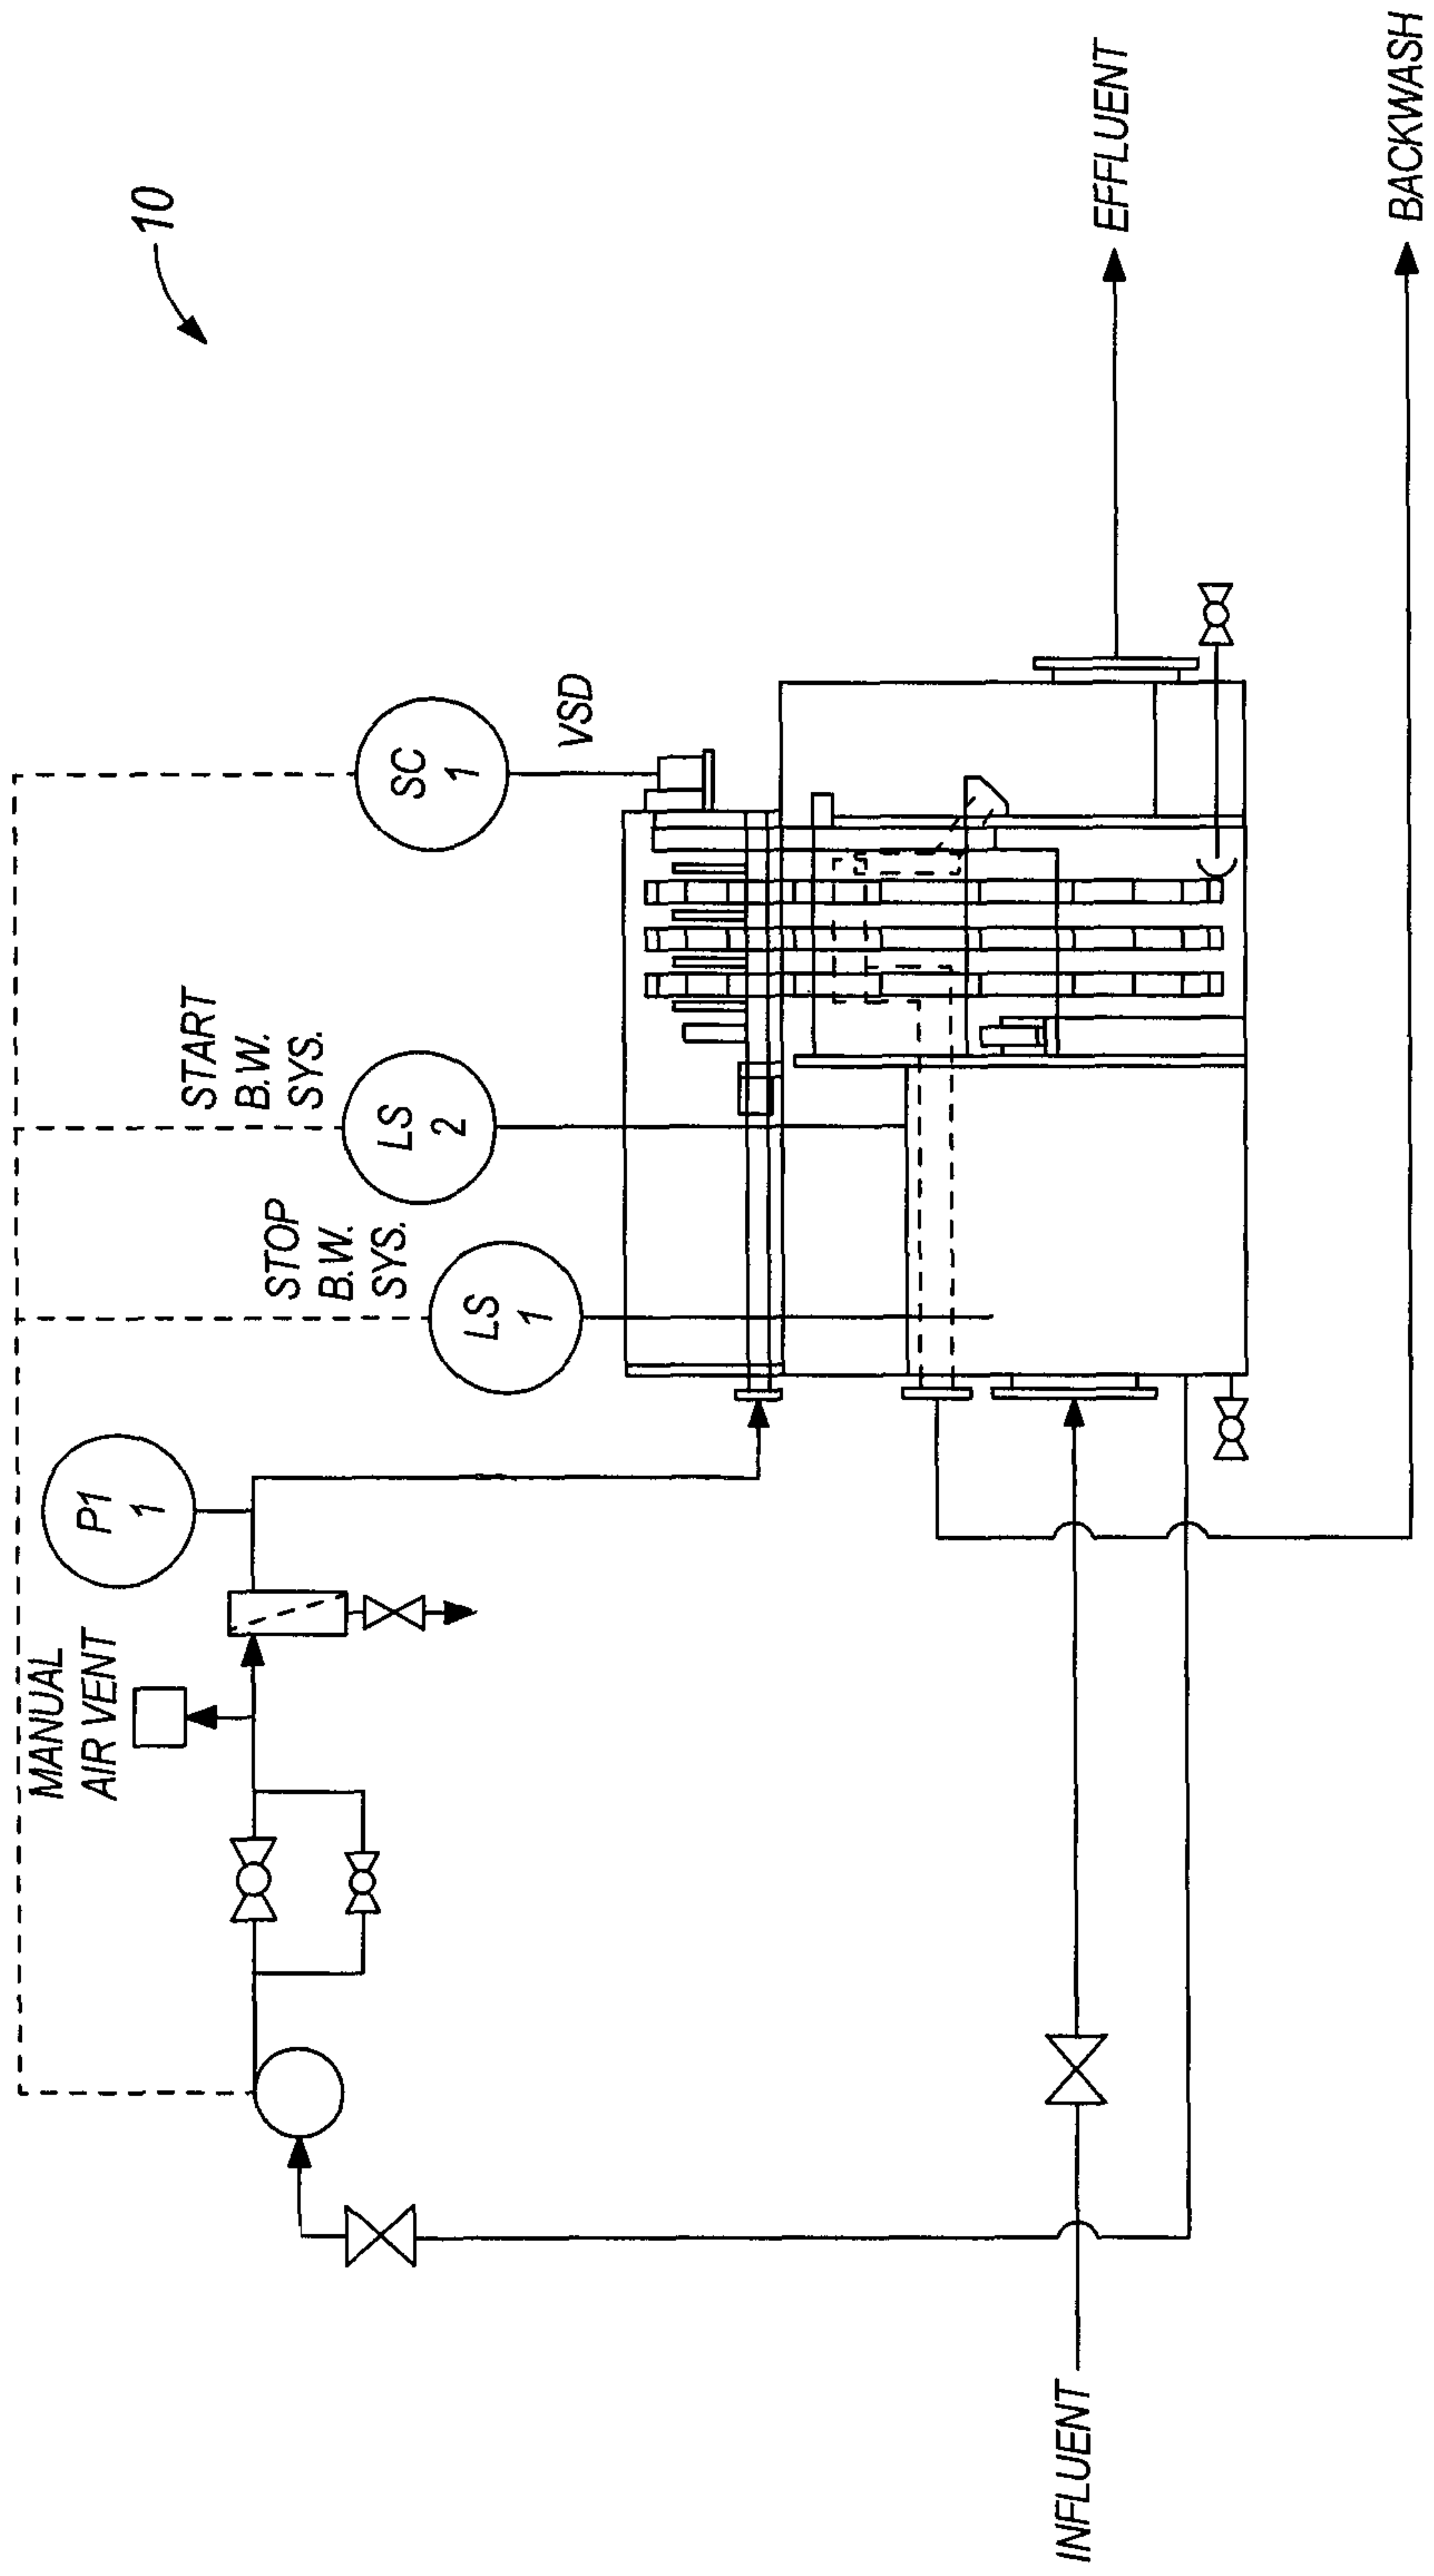 10
MANUAL
AIR VENT
P1
1
STOP
B.W.
SYS.
LS
1
START
B.W.
SYS.
LS
2
SC
1
VSD
INFLUENT
EFFLUENT
BACKWASH